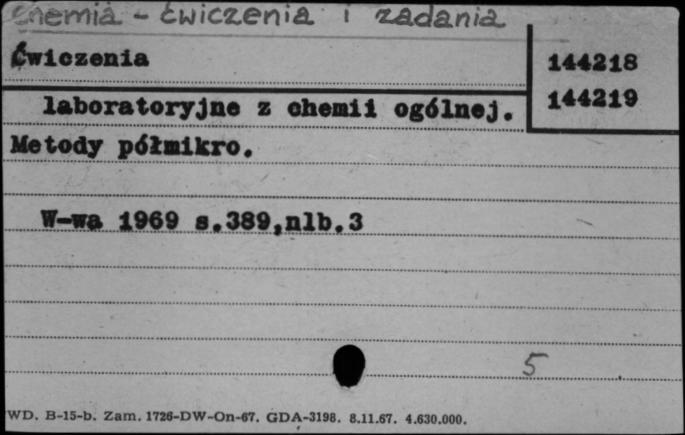 Chemia - ćwiczenia i zadania
Ćwiczenia
144218
laboratoryjne z chemii ogólnej.
144219
Metody półmikro.
W-wa 1969 s.389,nlb.3
5
WD. B-15-b. Zam. 1726-DW-On-67. GDA-3198. 8.11.67. 4.630.000.